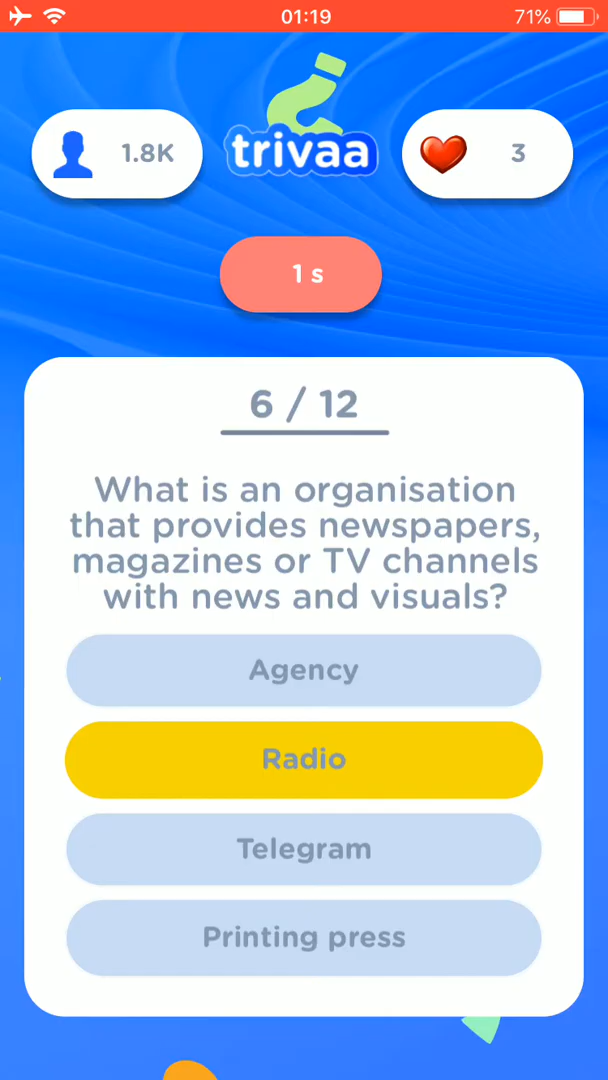 01:19
71%
1.8K
trivaa
3
1 s
6 / 12
What is an organisation
that provides newspapers,
magazines or TV channels
with news and visuals?
Agency
Radio
Telegram
Printing press